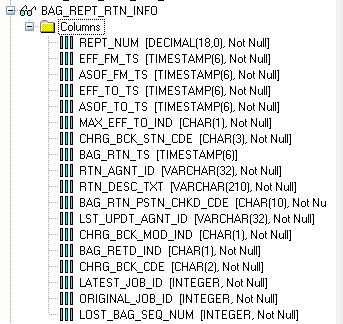 BAG_REPT_RTN_INFO
Columns
REPT_NUM [DECIMAL(18,0), Not Null]
EFF_FM_TS [TIMESTAMP(6), Not Null]
ASOF_FM_TS [TIMESTAMP(6), Not Null]
EFF_TO_TS [TIMESTAMP(6), Not Null]
ASOF_TO_TS [TIMESTAMP(6), Not Null]
MAX_EFF_TO_IND [CHAR(1), Not Null]
CHRG_BCK_STN_CDE [CHAR(3), Not Null]
BAG_RTN_TS [TIMESTAMP(6)]
RTN_AGNT_ID [VARCHAR(32), Not Null]
RTN_DESC_TXT [VARCHAR(210), Not Null]
BAG_RTN_PSTN_CHKD_CDE [CHAR(10), Not Nu
LST_UPDT_AGNT_ID [VARCHAR(32), Not Null]
CHRG_BCK_MOD_IND [CHAR(1), Not Null]
BAG_RETD_IND [CHAR(1), Not Null]
CHRG_BCK_CDE [CHAR(2), Not Null]
LATEST_JOB_ID [INTEGER, Not Null]
ORIGINAL_JOB_ID [INTEGER, Not Null]
LOST_BAG_SEQ_NUM [INTEGER, Not Null]